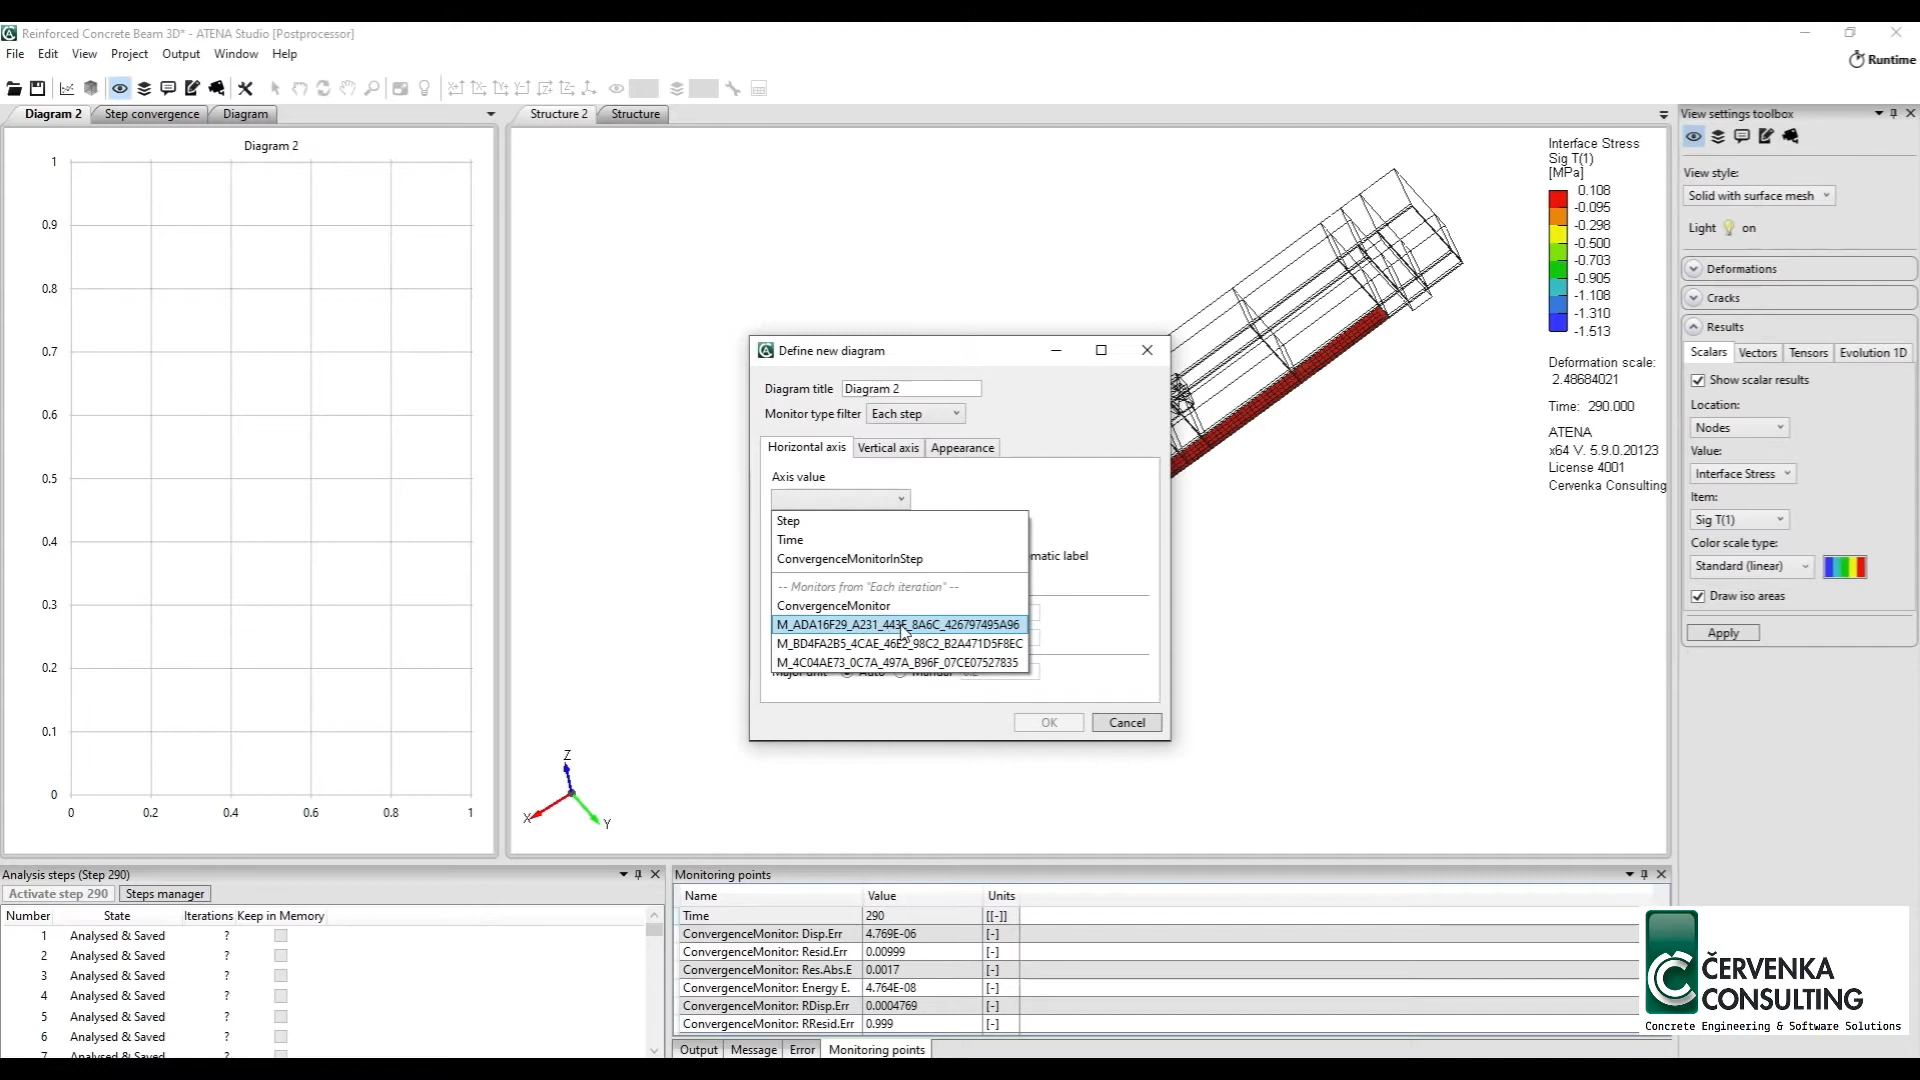 Reinforced Concrete Beam 3D* - ATENA Studio [Postprocessor]
File Edit View Project Output Window Help
Runtime
Diagram 2 Step convergence Diagram
Structure 2 Structure
Diagram 2
1
0.9
0.8
0.7
0.6
0.5
0.4
0.3
0.2
0.1
0
0 0.2 0.4 0.6 0.8 1
Interface Stress
Sig T(1)
[MPa]
0.108
-0.095
-0.298
-0.500
-0.703
-0.905
-1.108
-1.310
-1.513
Deformation scale:
2.48684021
Time: 290.000
ATENA
x64 V. 5.9.0.20123
License 4001
Cervenka Consulting
Z
X
Y
Define new diagram
Diagram title Diagram 2
Monitor type filter Each step
Horizontal axis Vertical axis Appearance
Axis value
Step
Time
ConvergenceMonitorInStep
matic label
-- Monitors from "Each iteration" --
ConvergenceMonitor
M_ADA16F29_A231_443F_8A6C_426797495A96
M_BD4FA2B5_4CAE_46E2_98C2_B2A471D5F8EC
M_4C04AE73_0C7A_497A_B96F_07CE07527835
Major unit Auto Manual
OK Cancel
View settings toolbox
View style:
Solid with surface mesh
Light on
Deformations
Cracks
Results
Scalars Vectors Tensors Evolution 1D
Show scalar results
Location:
Nodes
Value:
Interface Stress
Item:
Sig T(1)
Color scale type:
Standard (linear)
Draw iso areas
Apply
Analysis steps (Step 290)
Activate step 290 Steps manager
Number State Iterations Keep in Memory
1 Analysed & Saved ?
2 Analysed & Saved ?
3 Analysed & Saved ?
4 Analysed & Saved ?
5 Analysed & Saved ?
6 Analysed & Saved ?
7 Analysed & Saved ?
Monitoring points
Name Value Units
Time 290 [[-]]
ConvergenceMonitor: Disp.Err 4.769E-06 [-]
ConvergenceMonitor: Resid.Err 0.00999 [-]
ConvergenceMonitor: Res.Abs.E 0.0017 [-]
ConvergenceMonitor: Energy E. 4.764E-08 [-]
ConvergenceMonitor: RDisp.Err 0.0004769 [-]
ConvergenceMonitor: RResid.Err 0.999 [-]
Output Message Error Monitoring points
ČERVENKA
CONSULTING
Concrete Engineering & Software Solutions